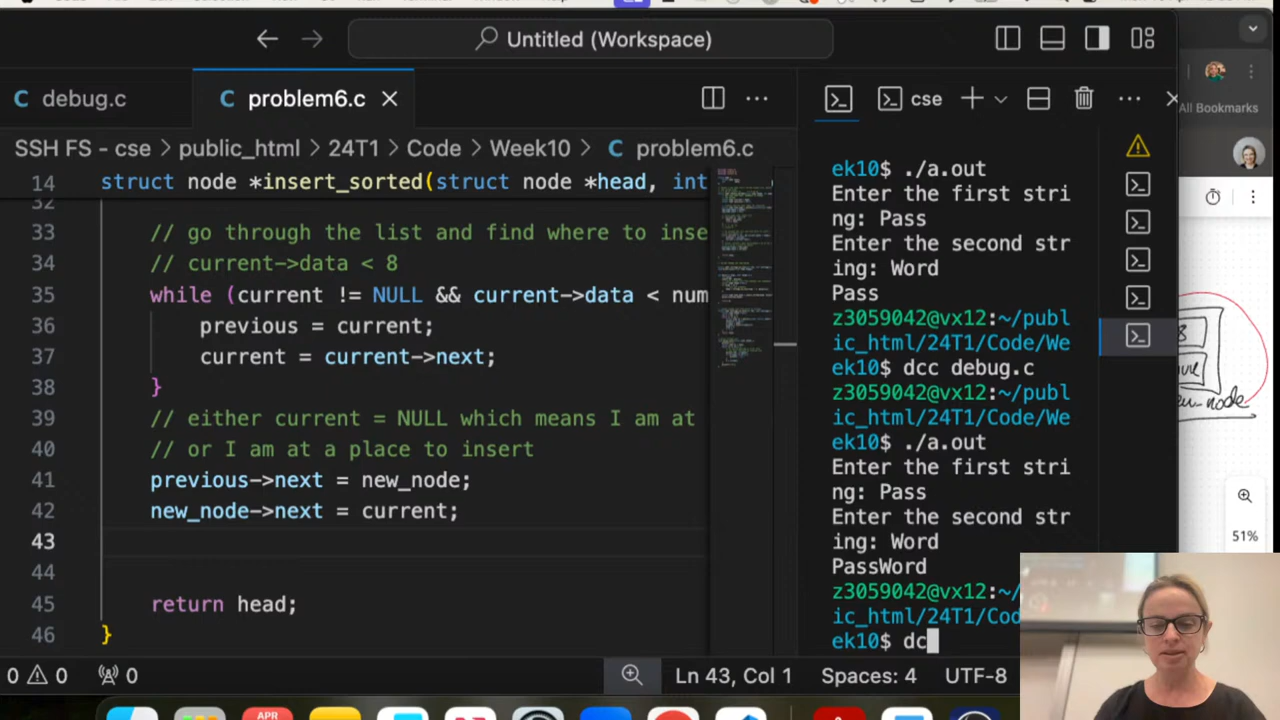 Untitled (Workspace)
debug.c
C problem6.c
cse
All Bookmarks
SSH FS - cse > public_html > 24T1 > Code > Week10 > C problem6.c
14 struct node *insert_sorted(struct node *head, int
32
33 // go through the list and find where to inse
34 // current->data < 8
35 while (current != NULL && current->data < num
36 previous = current;
37 current = current->next;
38 }
39 // either current = NULL which means I am at
40 // or I am at a place to insert
41 previous->next = new_node;
42 new_node->next = current;
43
44
45 return head;
46 }
ek10$ ./a.out
Enter the first stri
ng: Pass
Enter the second str
ing: Word
Pass
z3059042@vx12:~/publ
ic_html/24T1/Code/We
ek10$ dcc debug.c
z3059042@vx12:~/publ
ic_html/24T1/Code/We
ek10$ ./a.out
Enter the first stri
ng: Pass
Enter the second str
ing: Word
PassWord
z3059042@vx12:~/
ic_html/24T1/Cod
ek10$ dc
8
51%
0 0 0
Ln 43, Col 1
Spaces: 4
UTF-8
APR